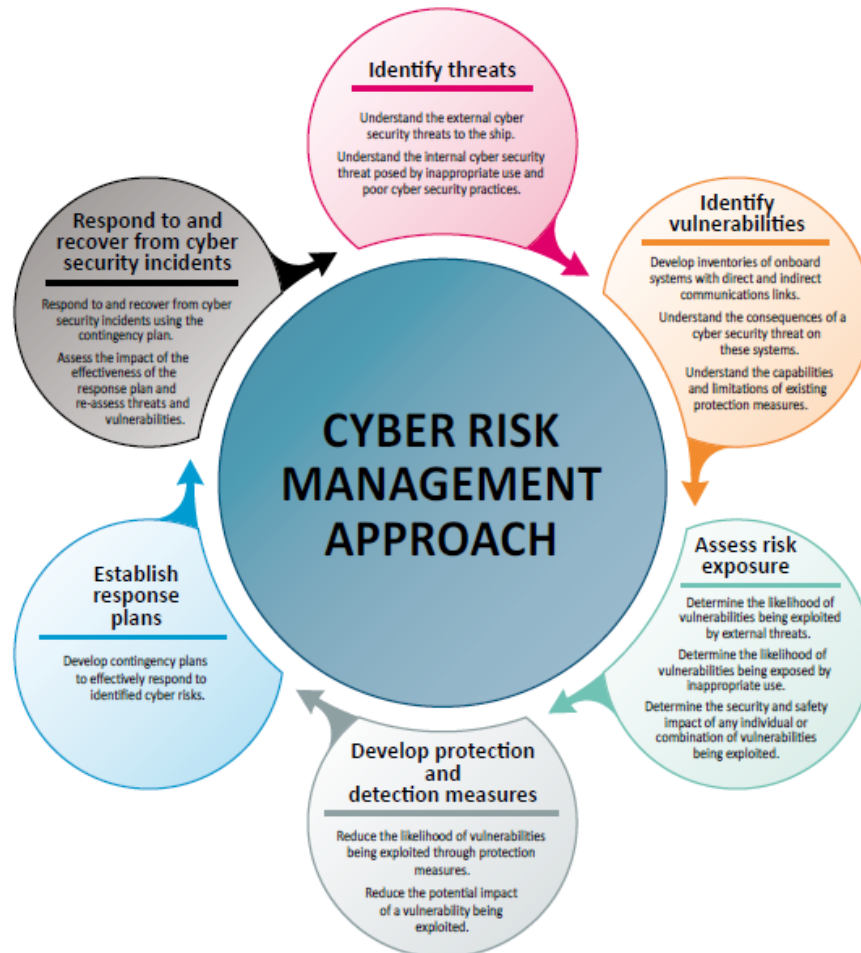 Identify threats
Understand the external cyber
security threats to the ship.
Understand the internal cyber security
threat posed by inappropriate use and
poor cyber security practices.
Identify
vulnerabilities
Develop inventories of onboard
systems with direct and indirect
communications links.
Understand the consequences of a
cyber security threat on
these systems.
Understand the capabilities
and limitations of existing
protection measures.
Assess risk
exposure
Determine the likelihood of
vulnerabilities being exploited
by external threats.
Determine the likelihood of
vulnerabilities being exposed by
inappropriate use.
Determine the security and safety
impact of any individual or
combination of vulnerabilities
being exploited.
Develop protection
and
detection measures
Reduce the likelihood of vulnerabilities
being exploited through protection
measures.
Reduce the potential impact
of a vulnerability being
exploited.
Establish
response
plans
Develop contingency plans
to effectively respond to
identified cyber risks.
Respond to and
recover from cyber
security incidents
Respond to and recover from cyber
security incidents using the
contingency plan.
Assess the impact of the
effectiveness of the
response plan and
re-assess threats and
vulnerabilities.
CYBER RISK
MANAGEMENT
APPROACH